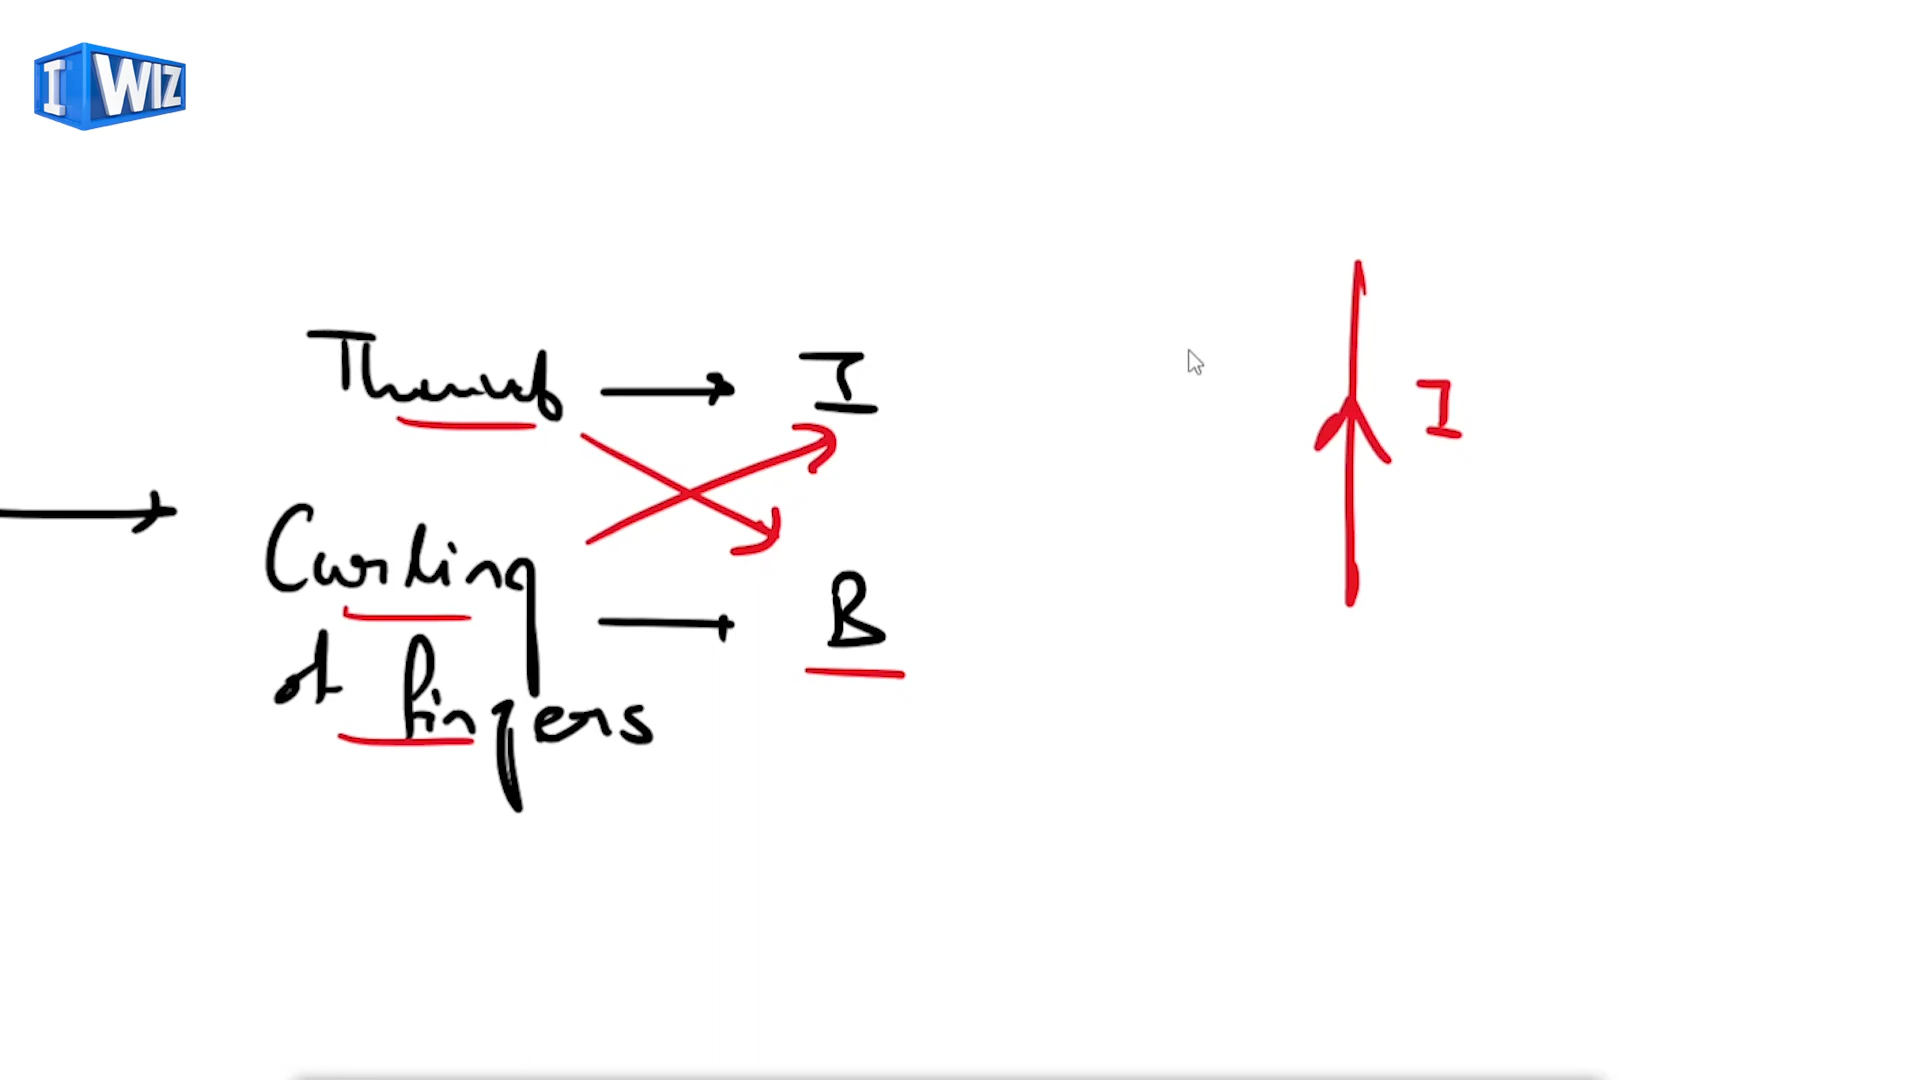 I WIZ
Thumb → I
Curling
of fingers → B
I